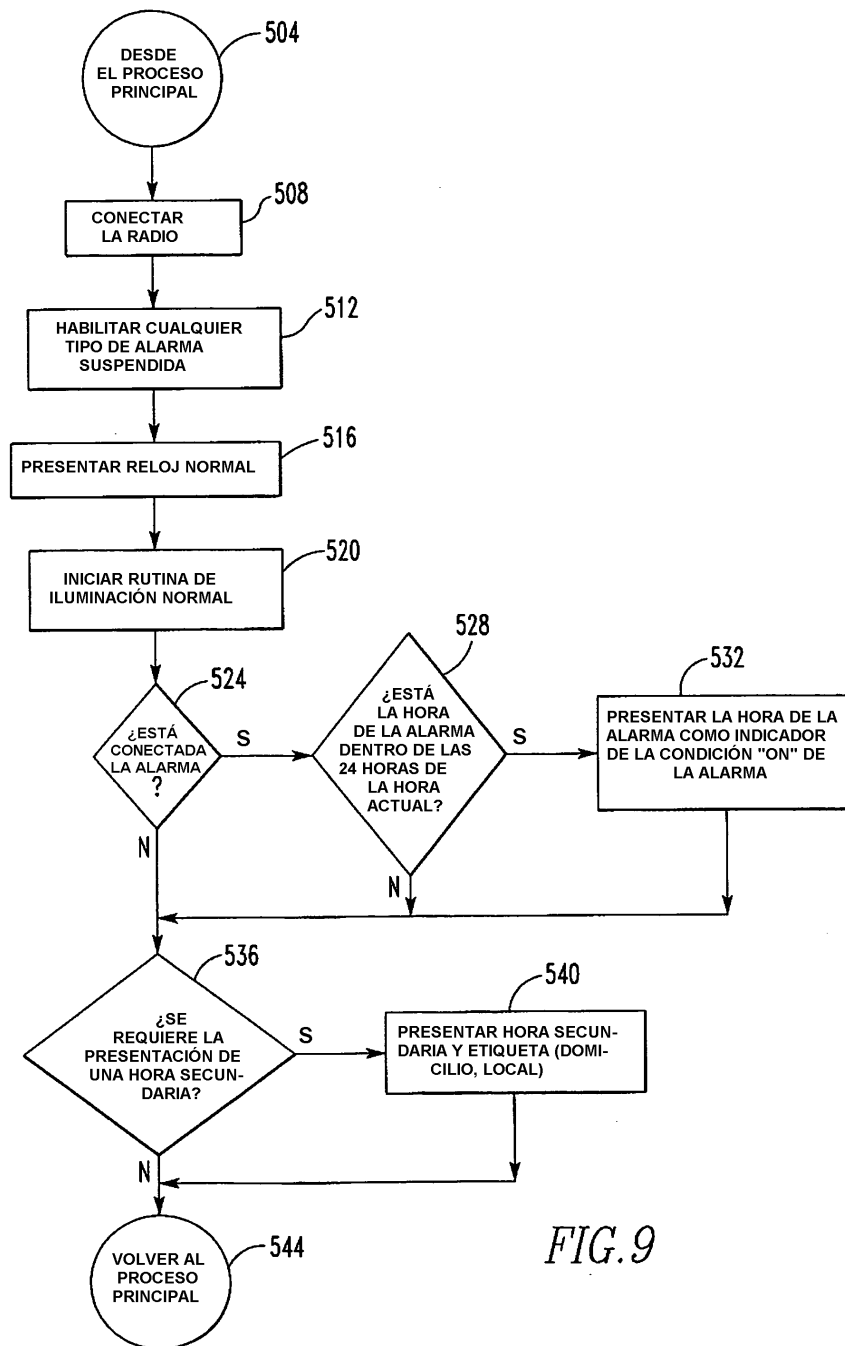 504
DESDE
EL PROCESO
PRINCIPAL
508
CONECTAR
LA RADIO
512
HABILITAR CUALQUIER
TIPO DE ALARMA
SUSPENDIDA
516
PRESENTAR RELOJ NORMAL
520
INICIAR RUTINA DE
ILUMINACIÓN NORMAL
524
¿ESTÁ
CONECTADA
LA ALARMA
?
S
N
528
¿ESTÁ
LA HORA
DE LA ALARMA
DENTRO DE LAS
24 HORAS DE
LA HORA
ACTUAL?
S
N
532
PRESENTAR LA HORA DE LA
ALARMA COMO INDICADOR
DE LA CONDICIÓN "ON" DE
LA ALARMA
536
¿SE
REQUIERE LA
PRESENTACIÓN DE
UNA HORA SECUN-
DARIA?
S
N
540
PRESENTAR HORA SECUN-
DARIA Y ETIQUETA (DOMI-
CILIO, LOCAL)
544
VOLVER AL
PROCESO
PRINCIPAL
FIG.9